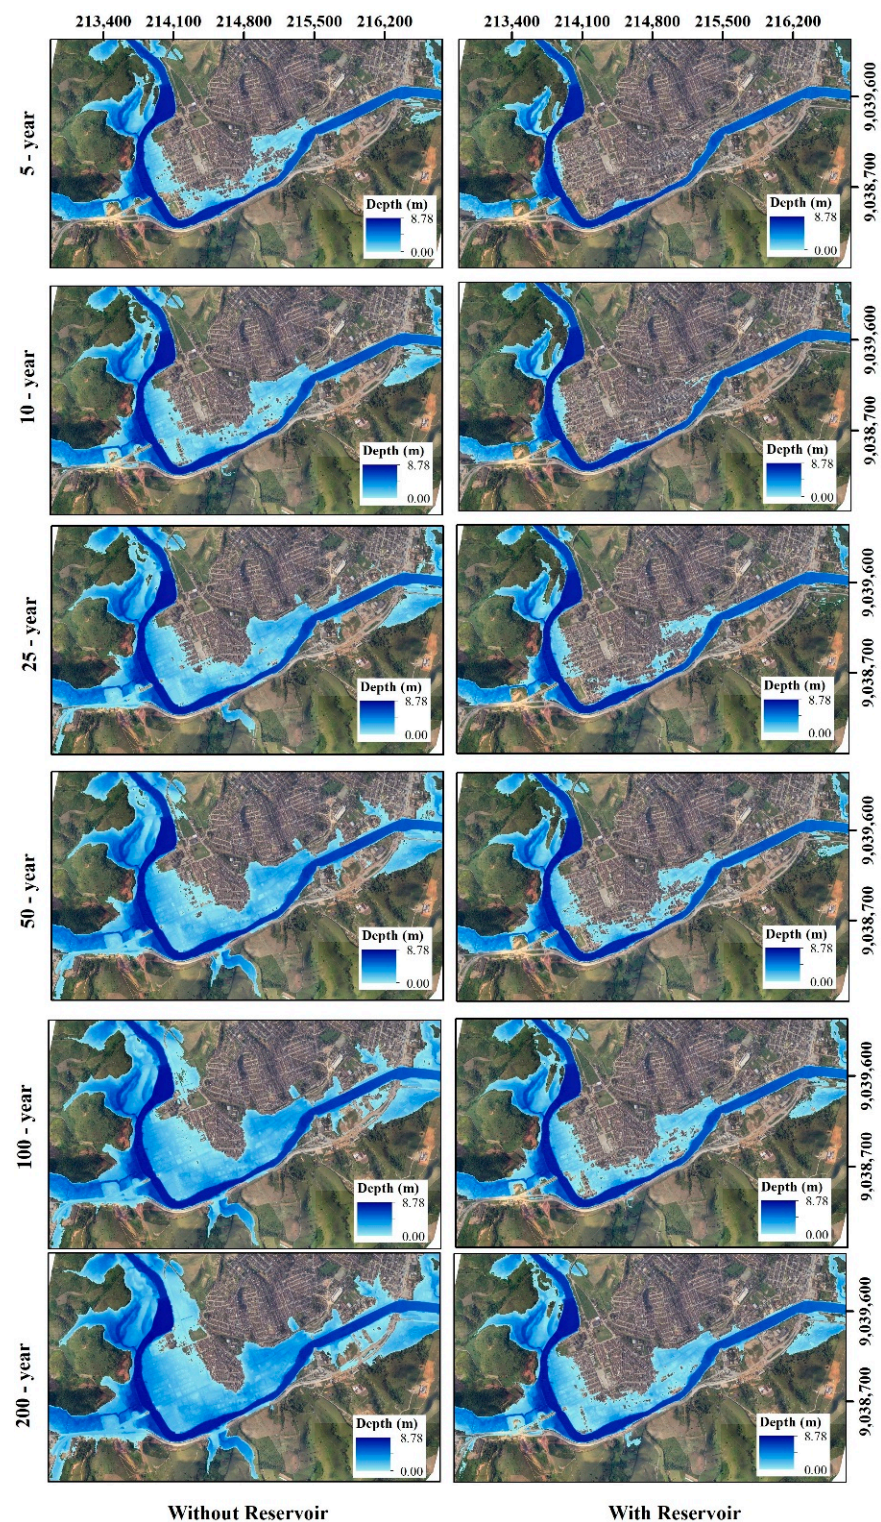 213,400 214,100 214,800 215,500 216,200 213,400 214,100 214,800 215,500 216,200
5 - year
Depth (m)
8.78
0.00
Depth (m)
8.78
0.00
9,039,600
9,038,700
10 - year
Depth (m)
8.78
0.00
Depth (m)
8.78
0.00
9,039,600
9,038,700
25 - year
Depth (m)
8.78
0.00
Depth (m)
8.78
0.00
9,039,600
9,038,700
50 - year
Depth (m)
8.78
0.00
Depth (m)
8.78
0.00
9,039,600
9,038,700
100 - year
Depth (m)
8.78
0.00
Depth (m)
8.78
0.00
9,039,600
9,038,700
200 - year
Depth (m)
8.78
0.00
Depth (m)
8.78
0.00
9,039,600
9,038,700
Without Reservoir With Reservoir